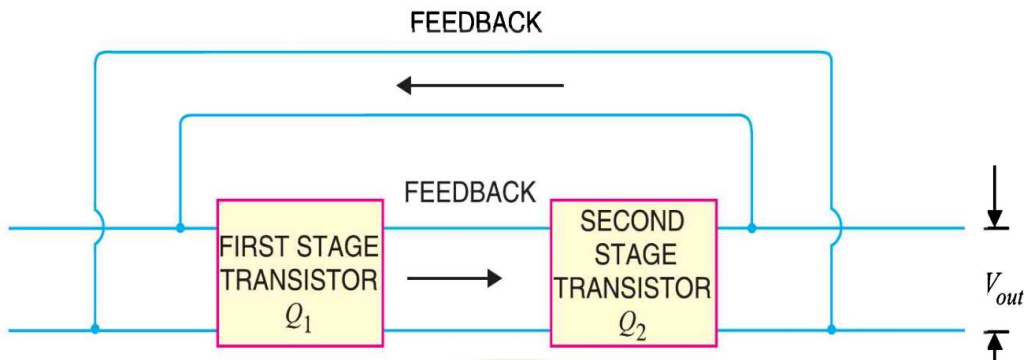 FEEDBACK
FEEDBACK
FIRST STAGE
TRANSISTOR
Q1
SECOND
STAGE
TRANSISTOR
Q2
Vout